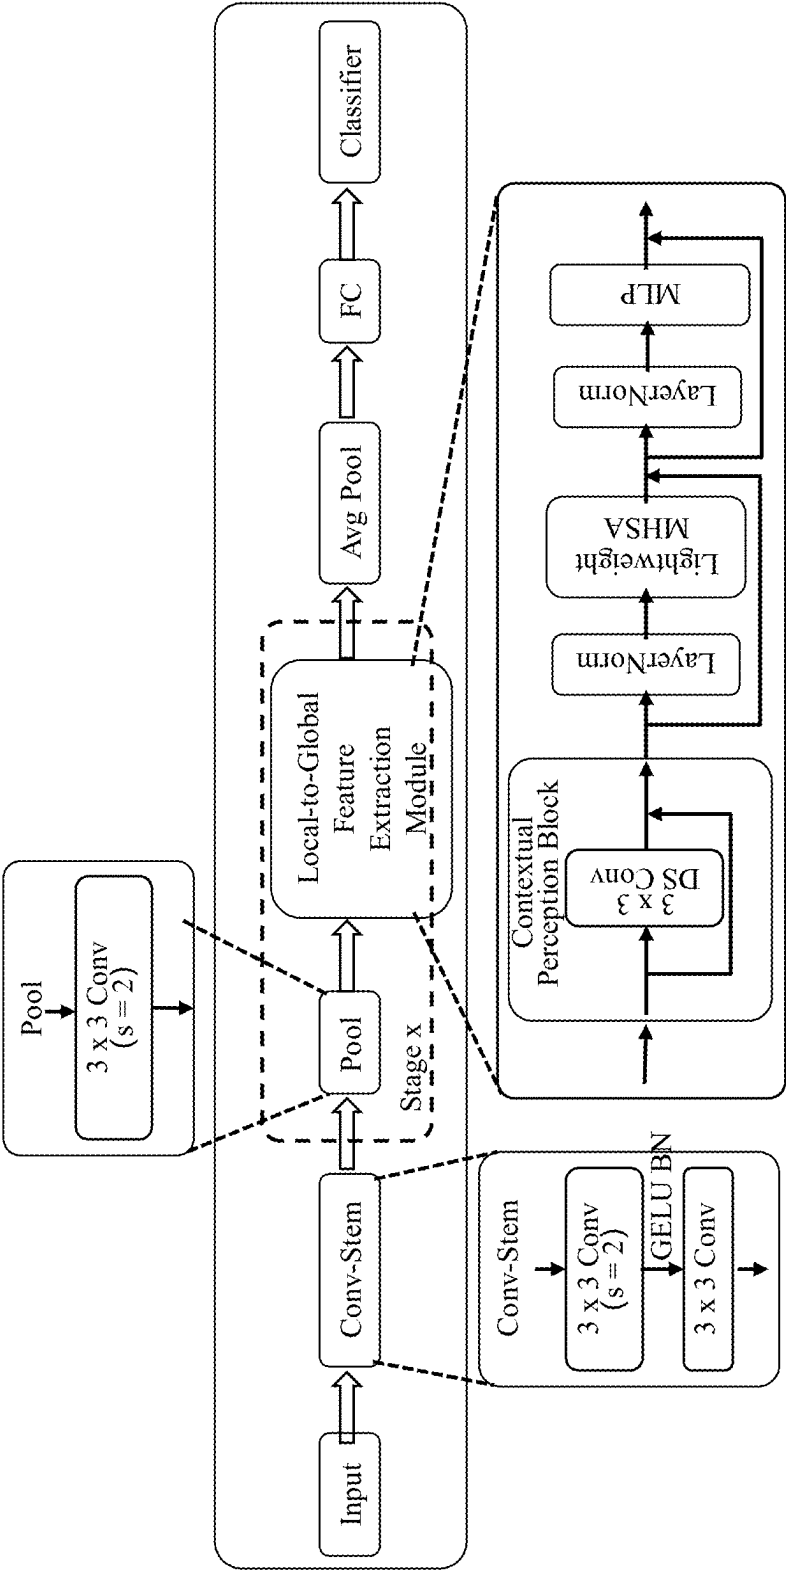 Pool
3 x 3 Conv
(s = 2)
Input
Conv-Stem
Pool
Stage x
Local-to-Global
Feature
Extraction
Module
Avg Pool
FC
Classifier
Conv-Stem
3 x 3 Conv
(s = 2)
GELU BN
3 x 3 Conv
Contextual
Perception Block
3 x 3
DS Conv
LayerNorm
Lightweight
MHSA
LayerNorm
MLP